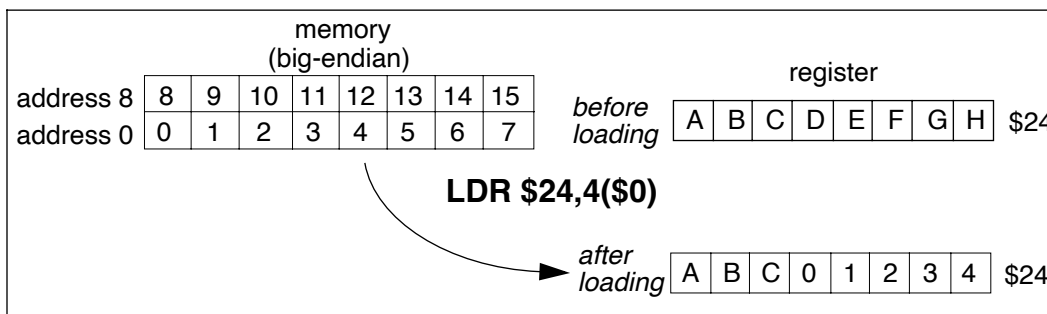 memory
(big-endian)
address 8 8 9 10 11 12 13 14 15
address 0 0 1 2 3 4 5 6 7
register
before
loading
A B C D E F G H $24
LDR $24,4($0)
after
loading
A B C 0 1 2 3 4 $24